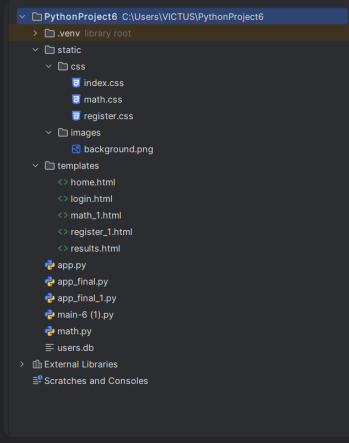 PythonProject6 C:\Users\VICTUS\PythonProject6
.venv library root
static
css
index.css
math.css
register.css
images
background.png
templates
home.html
login.html
math_1.html
register_1.html
results.html
app.py
app_final.py
app_final_1.py
main-6 (1).py
math.py
users.db
External Libraries
Scratches and Consoles